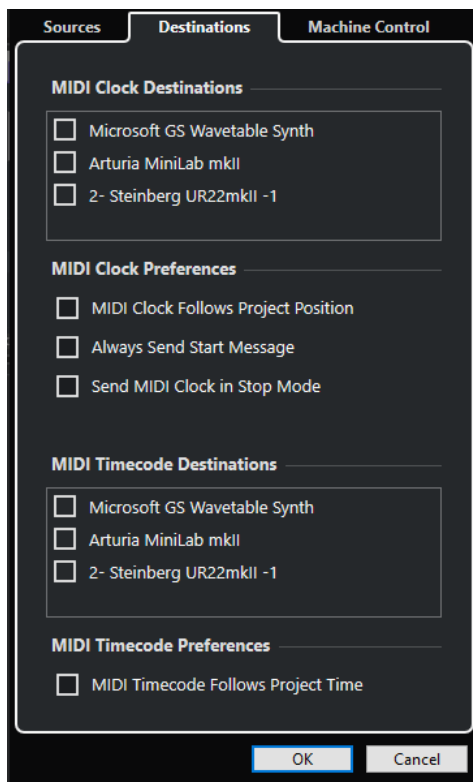 Sources Destinations Machine Control
MIDI Clock Destinations
Microsoft GS Wavetable Synth
Arturia MiniLab mkII
2- Steinberg UR22mkII -1
MIDI Clock Preferences
MIDI Clock Follows Project Position
Always Send Start Message
Send MIDI Clock in Stop Mode
MIDI Timecode Destinations
Microsoft GS Wavetable Synth
Arturia MiniLab mkII
2- Steinberg UR22mkII -1
MIDI Timecode Preferences
MIDI Timecode Follows Project Time
OK Cancel